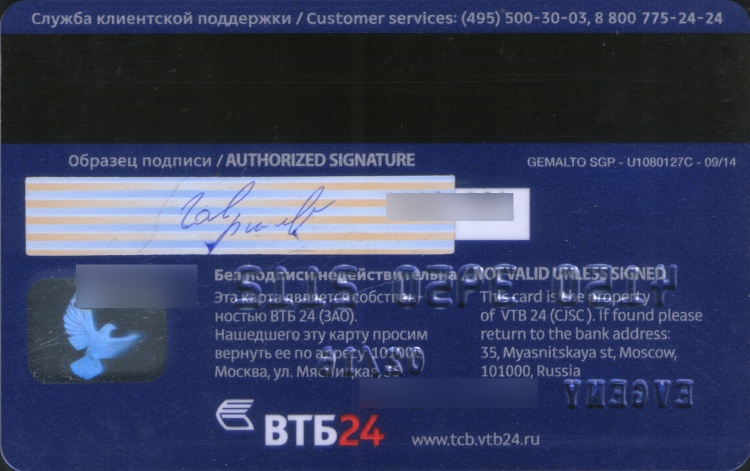 Служба клиентской поддержки / Customer services: (495) 500-30-03, 8 800 775-24-24
Образец подписи / AUTHORIZED SIGNATURE
GEMALTO SGP - U1080127C - 09/14
Без подписи недействительна / NOT VALID UNLESS SIGNED
Эта карта является собствен-
ностью ВТБ 24 (ЗАО).
Нашедшего эту карту просим
вернуть ее по адресу: 101000,
Москва, ул. Мясницкая, 35
This card is the property
of VTB 24 (CJSC). If found please
return to the bank address:
35, Myasnitskaya st, Moscow,
101000, Russia
EVGENY
ВТБ24
www.tcb.vtb24.ru